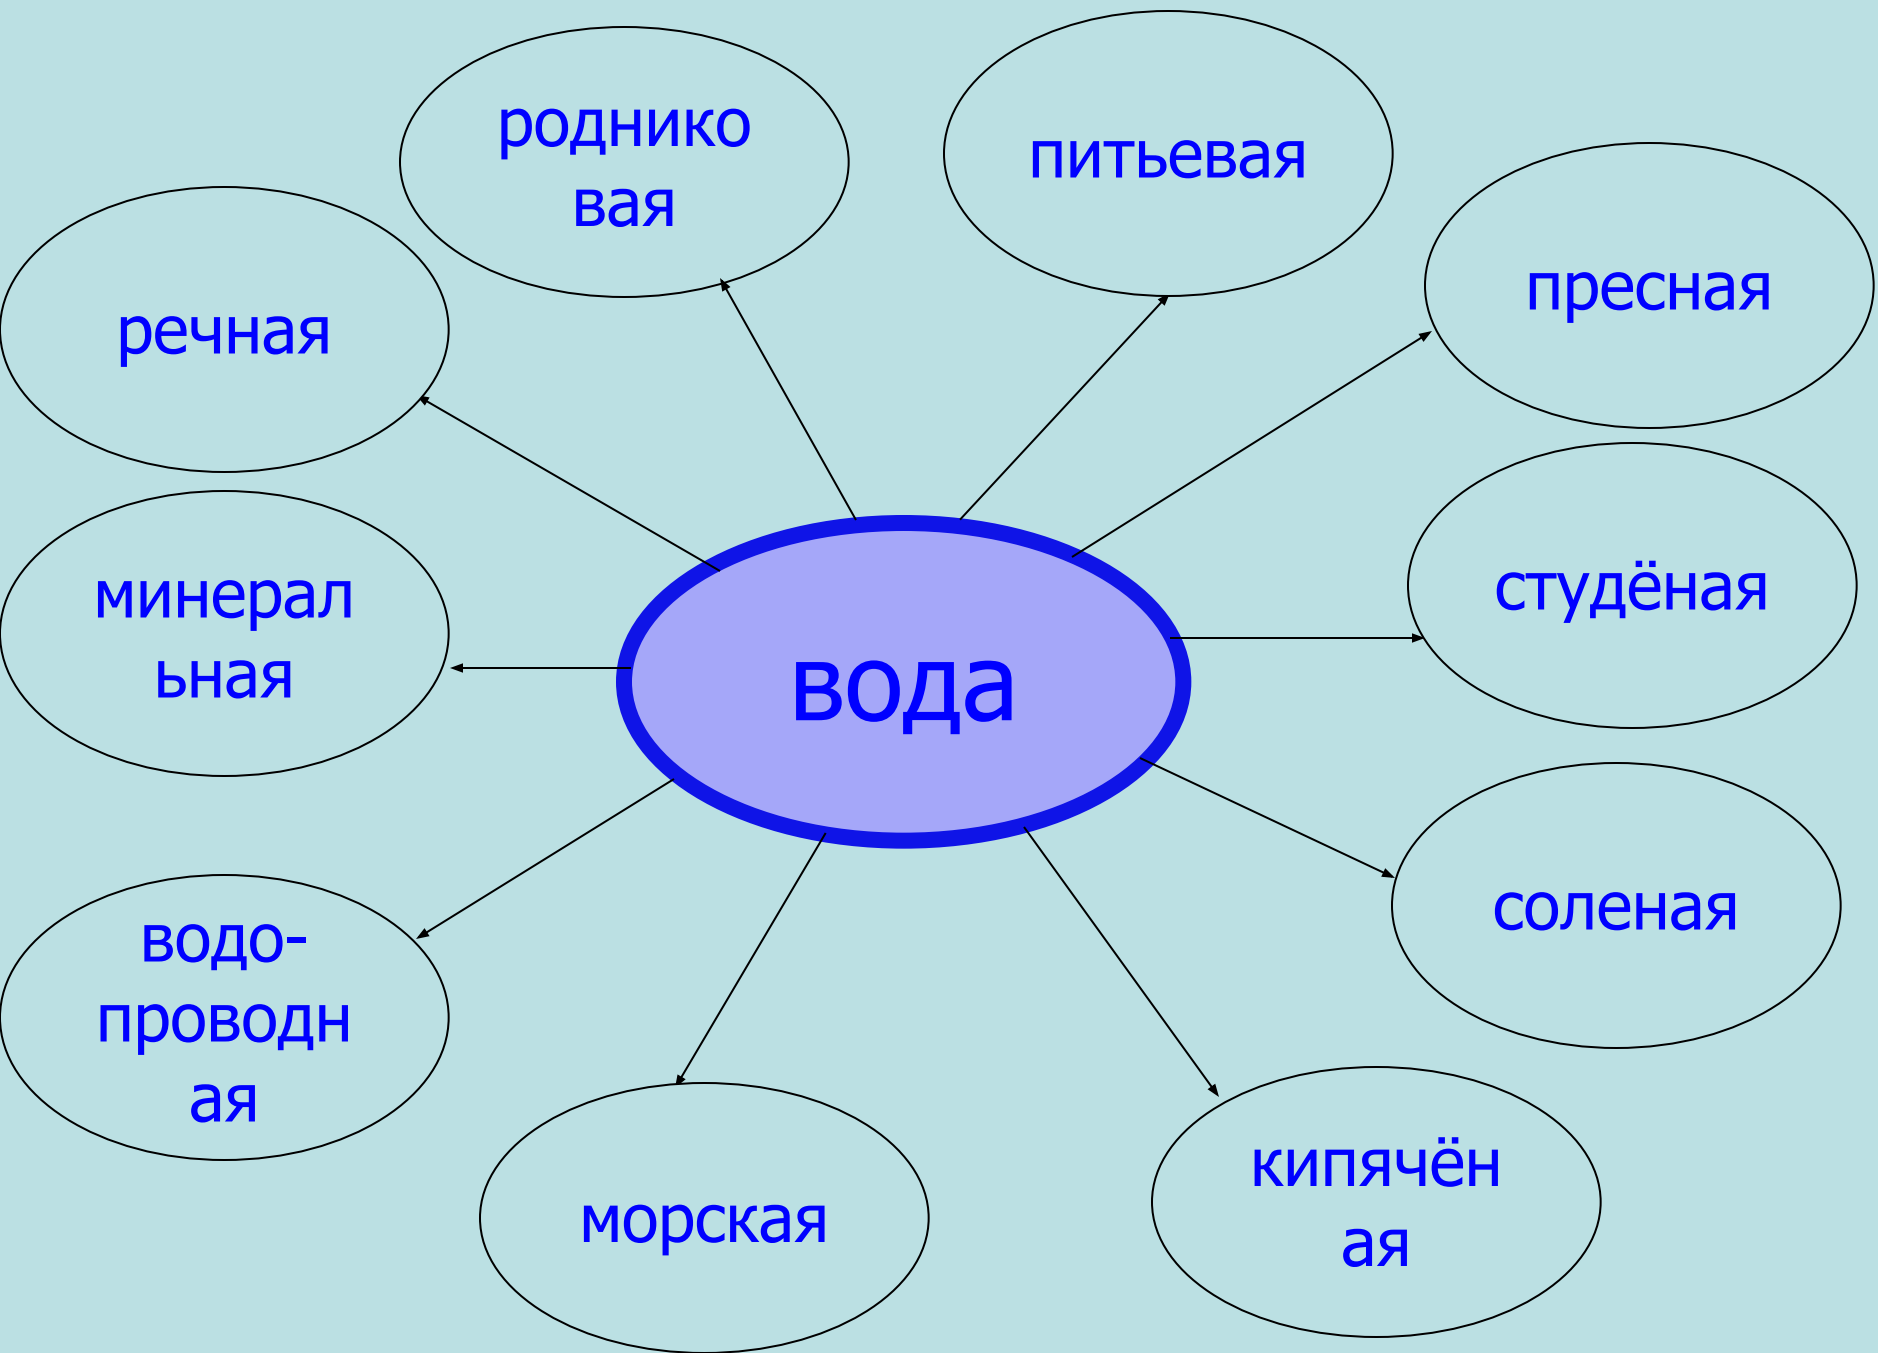 роднико
вая
питьевая
пресная
речная
студёная
минерал
ьная
вода
соленая
водо-
проводн
ая
морская
кипячён
ая